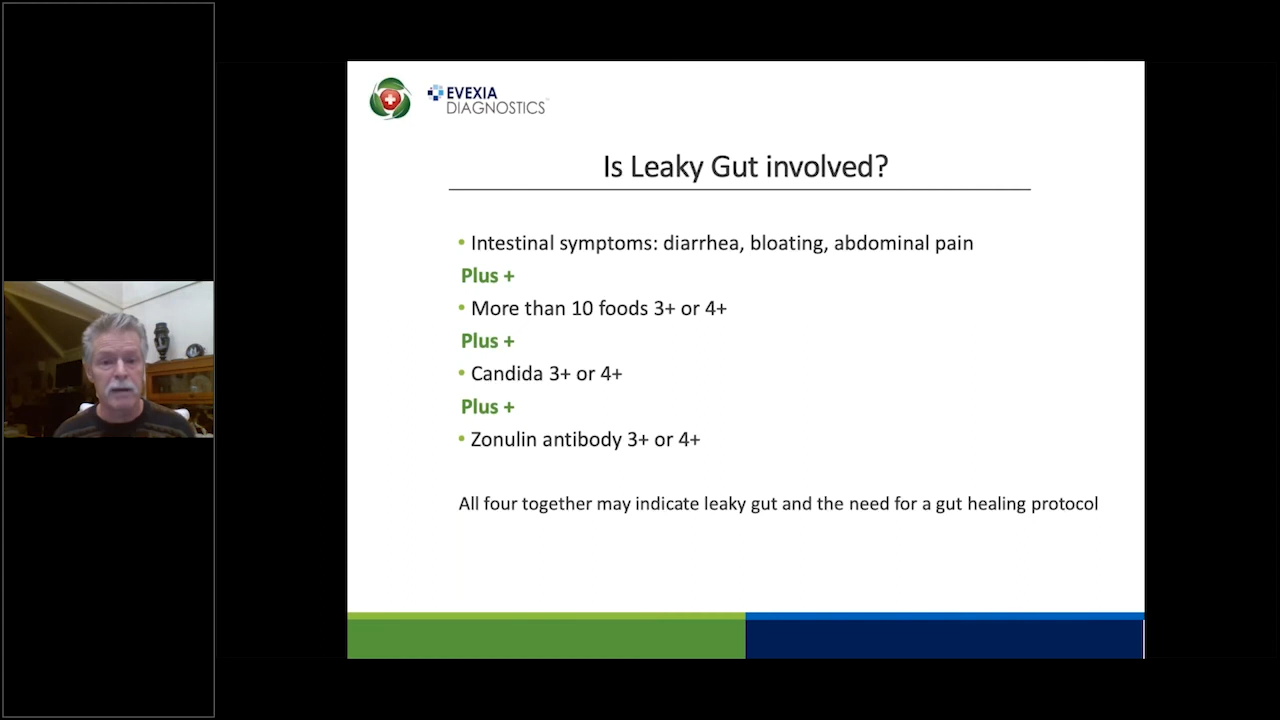 EVEXIA
DIAGNOSTICS
Is Leaky Gut involved?
• Intestinal symptoms: diarrhea, bloating, abdominal pain
Plus +
• More than 10 foods 3+ or 4+
Plus +
• Candida 3+ or 4+
Plus +
• Zonulin antibody 3+ or 4+
All four together may indicate leaky gut and the need for a gut healing protocol